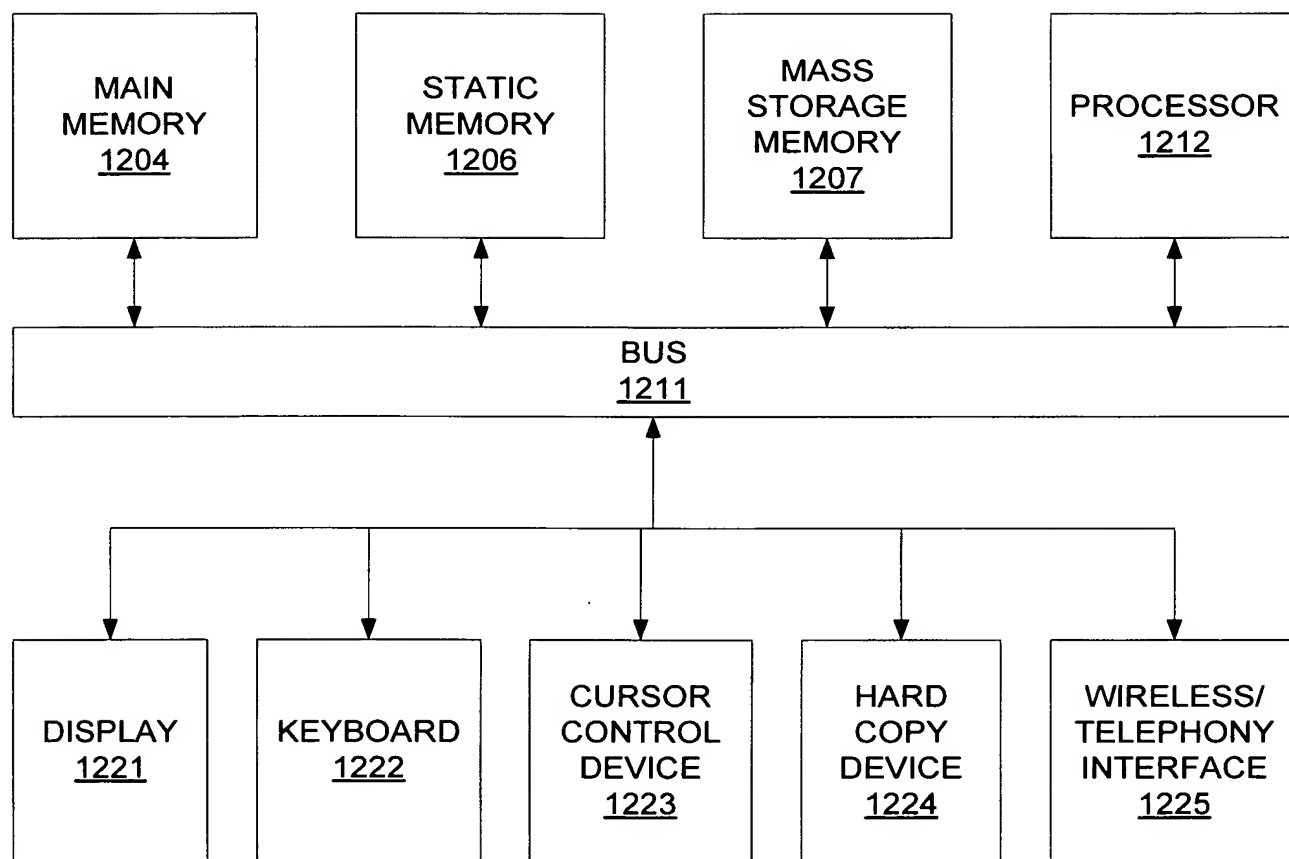 MAIN
MEMORY
1204
STATIC
MEMORY
1206
MASS
STORAGE
MEMORY
1207
PROCESSOR
1212
BUS
1211
DISPLAY
1221
KEYBOARD
1222
CURSOR
CONTROL
DEVICE
1223
HARD
COPY
DEVICE
1224
WIRELESS/
TELEPHONY
INTERFACE
1225